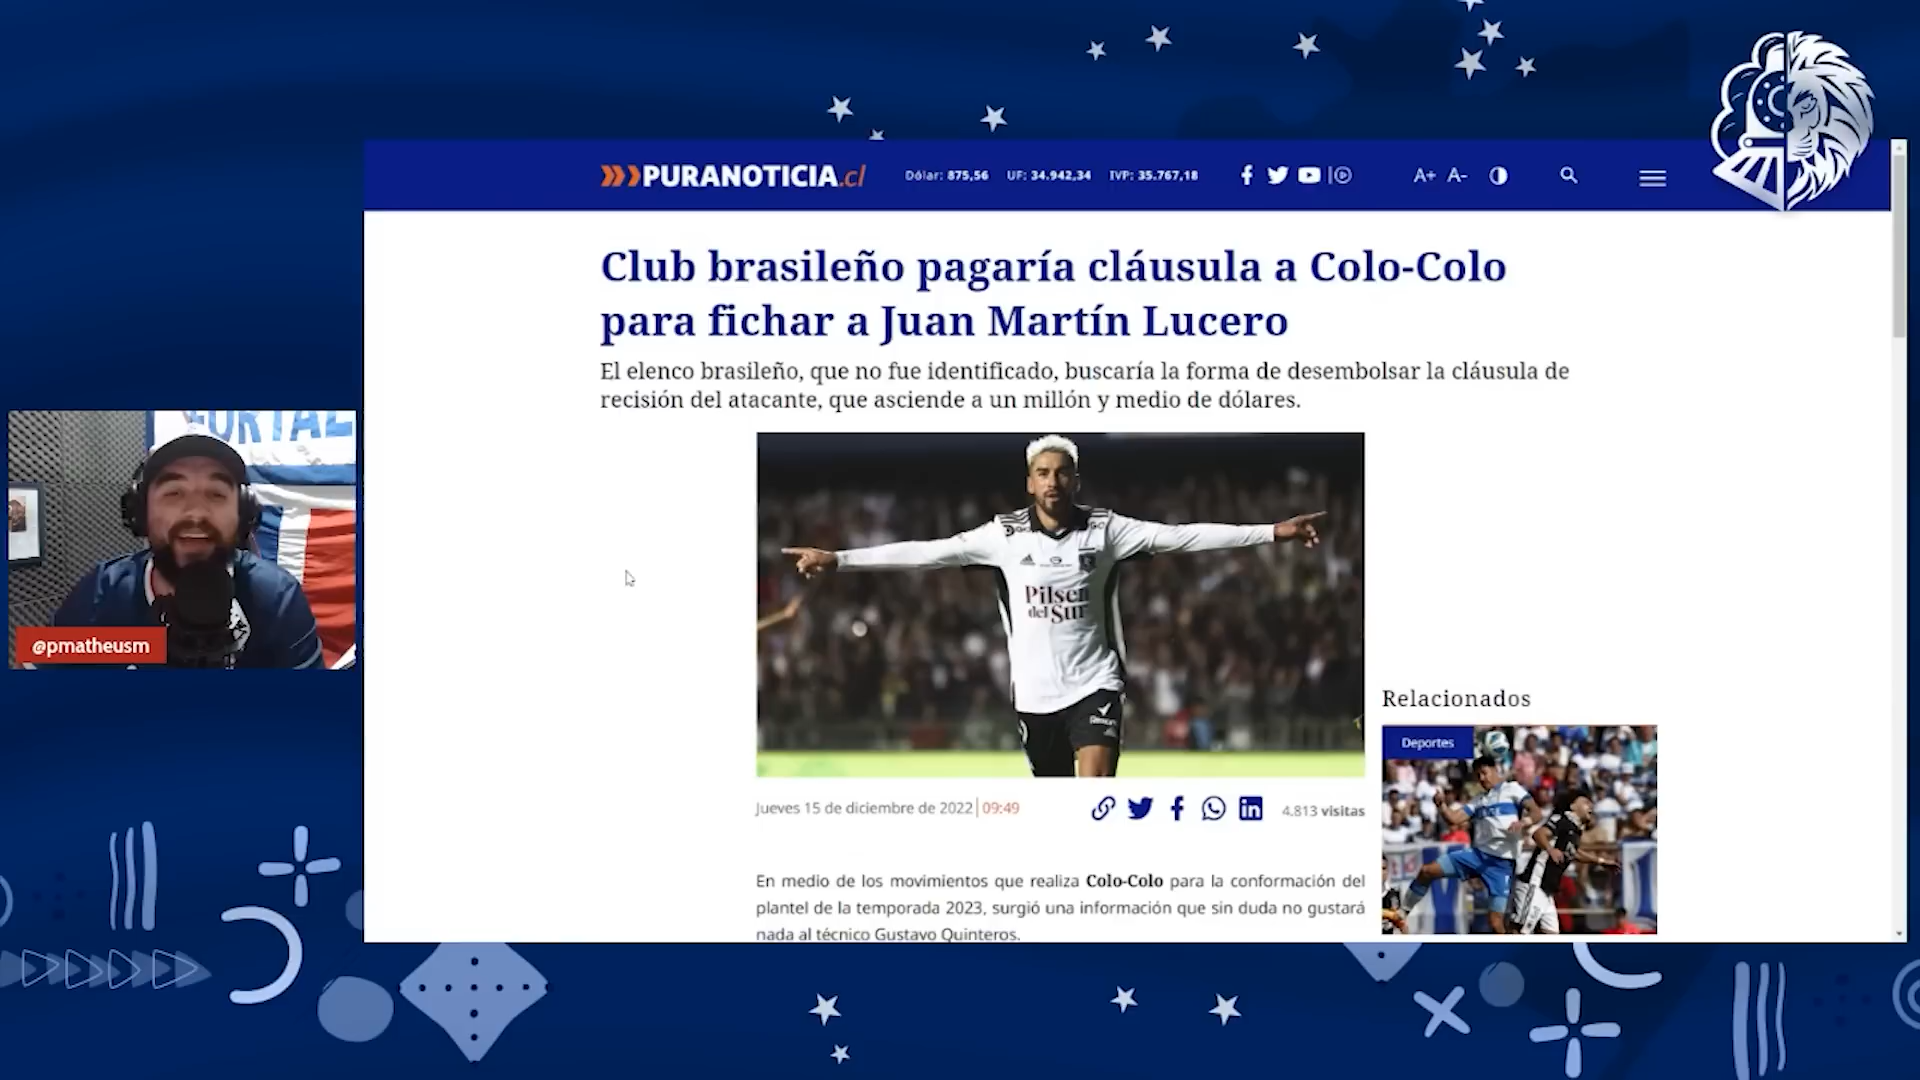 PURANOTICIA.cl
Dólar: 875,56 UF: 34.942,34 IVP: 35.767,18
A+ A-
Club brasileño pagaría cláusula a Colo-Colo
para fichar a Juan Martín Lucero
El elenco brasileño, que no fue identificado, buscaría la forma de desembolsar la cláusula de
recisión del atacante, que asciende a un millón y medio de dólares.
Pilsen
del Sur
@pmatheusm
Relacionados
Deportes
Jueves 15 de diciembre de 2022 | 09:49
4.813 visitas
En medio de los movimientos que realiza Colo-Colo para la conformación del
plantel de la temporada 2023, surgió una información que sin duda no gustará
nada al técnico Gustavo Quinteros.